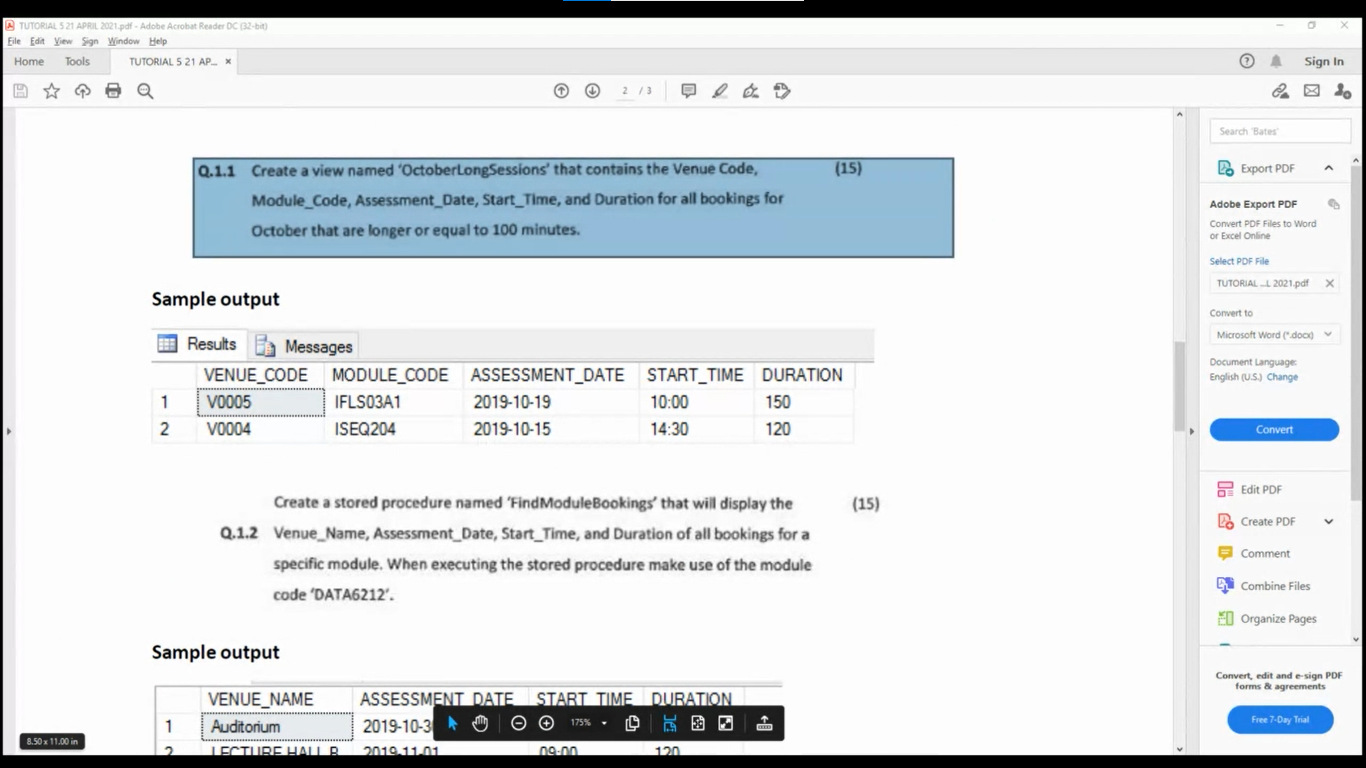 TUTORIAL 5 21 APRIL 2021.pdf - Adobe Acrobat Reader DC (32-bit)
File Edit View Sign Window Help
Home Tools TUTORIAL 5 21 AP... × Sign In
2 / 3
Q.1.1 Create a view named 'OctoberLongSessions' that contains the Venue Code, (15)
Module_Code, Assessment_Date, Start_Time, and Duration for all bookings for
October that are longer or equal to 100 minutes.
Sample output
Results Messages
VENUE_CODE MODULE_CODE ASSESSMENT_DATE START_TIME DURATION
1 V0005 IFLS03A1 2019-10-19 10:00 150
2 V0004 ISEQ204 2019-10-15 14:30 120
Create a stored procedure named 'FindModuleBookings' that will display the (15)
Q.1.2 Venue_Name, Assessment_Date, Start_Time, and Duration of all bookings for a
specific module. When executing the stored procedure make use of the module
code 'DATA6212'.
Sample output
VENUE_NAME ASSESSMENT_DATE START_TIME DURATION
1 Auditorium 2019-10-3
2 LECTURE HALL B 2019-11-01 09:00 120
175%
8.50 x 11.00 in
Search 'Bates'
Export PDF
Adobe Export PDF
Convert PDF Files to Word
or Excel Online
Select PDF File
TUTORIAL ...L 2021.pdf ×
Convert to
Microsoft Word (*.docx)
Document Language:
English (U.S.) Change
Convert
Edit PDF
Create PDF
Comment
Combine Files
Organize Pages
Convert, edit and e-sign PDF
forms & agreements
Free 7-Day Trial